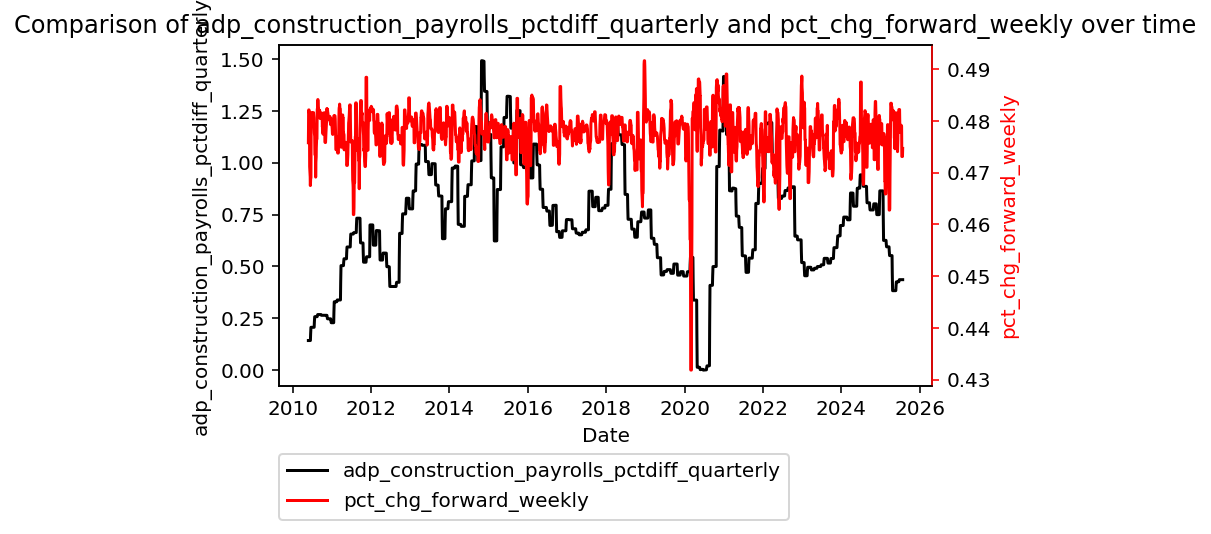 Comparison of adp_construction_payrolls_pctdiff_quarterly and pct_chg_forward_weekly over time
adp_construction_payrolls_pctdiff_quarterly
1.50
1.25
1.00
0.75
0.50
0.25
0.00
0.49
0.48
0.47
0.46
0.45
0.44
0.43
pct_chg_forward_weekly
2010 2012 2014 2016 2018 2020 2022 2024 2026
Date
adp_construction_payrolls_pctdiff_quarterly
pct_chg_forward_weekly